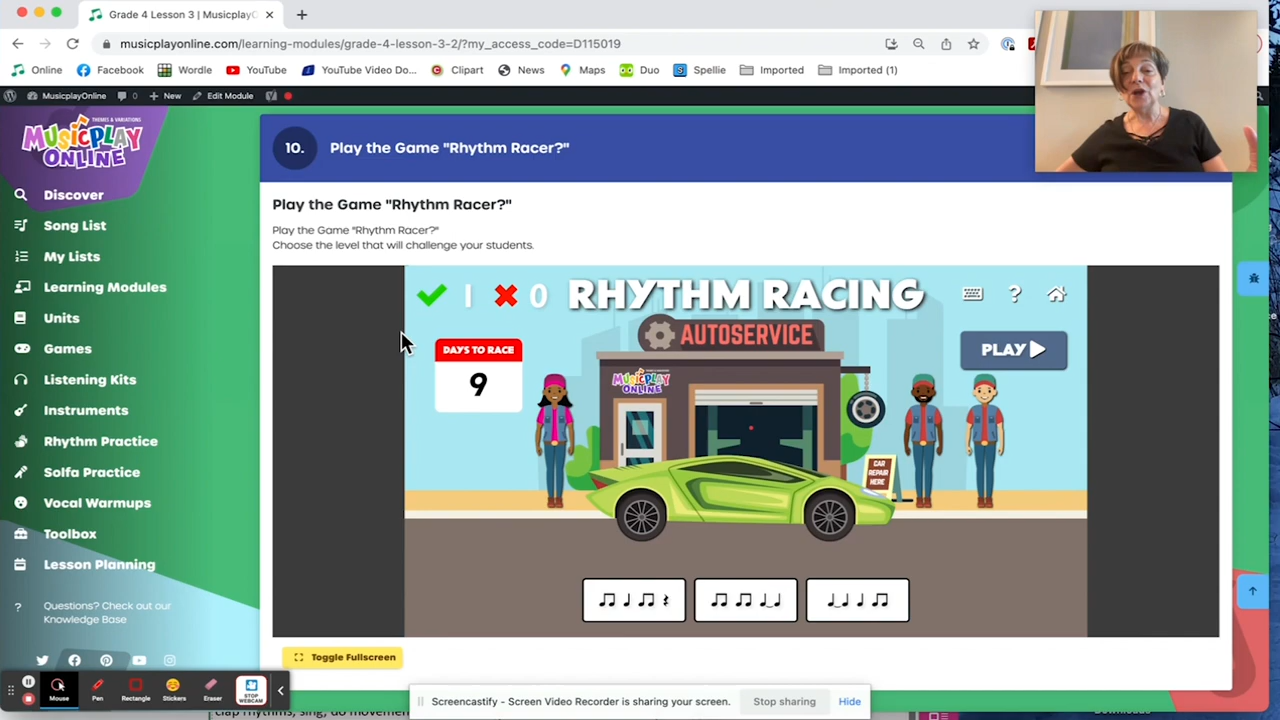 Grade 4 Lesson 3 | MusicplayO
musicplayonline.com/learning-modules/grade-4-lesson-3-2/?my_access_code=D115019
Online Facebook Wordle YouTube YouTube Video Do... Clipart News Maps Duo Spellie Imported Imported (1)
MusicplayOnline 0 New Edit Module
THEMES & VARIATIONS
MUSICPLAY
ONLINE
Discover
Song List
My Lists
Learning Modules
Units
Games
Listening Kits
Instruments
Rhythm Practice
Solfa Practice
Vocal Warmups
Toolbox
Lesson Planning
? Questions? Check out our
Knowledge Base
10. Play the Game "Rhythm Racer?"
Play the Game "Rhythm Racer?"
Play the Game "Rhythm Racer?"
Choose the level that will challenge your students.
1 0 RHYTHM RACING ?
AUTOSERVICE
DAYS TO RACE
9
PLAY
MUSICPLAY
ONLINE
CAR
REPAIR
HERE
Toggle Fullscreen
Mouse Pen Rectangle Stickers Eraser STOP
WEBCAM
Screencastify - Screen Video Recorder is sharing your screen. Stop sharing Hide